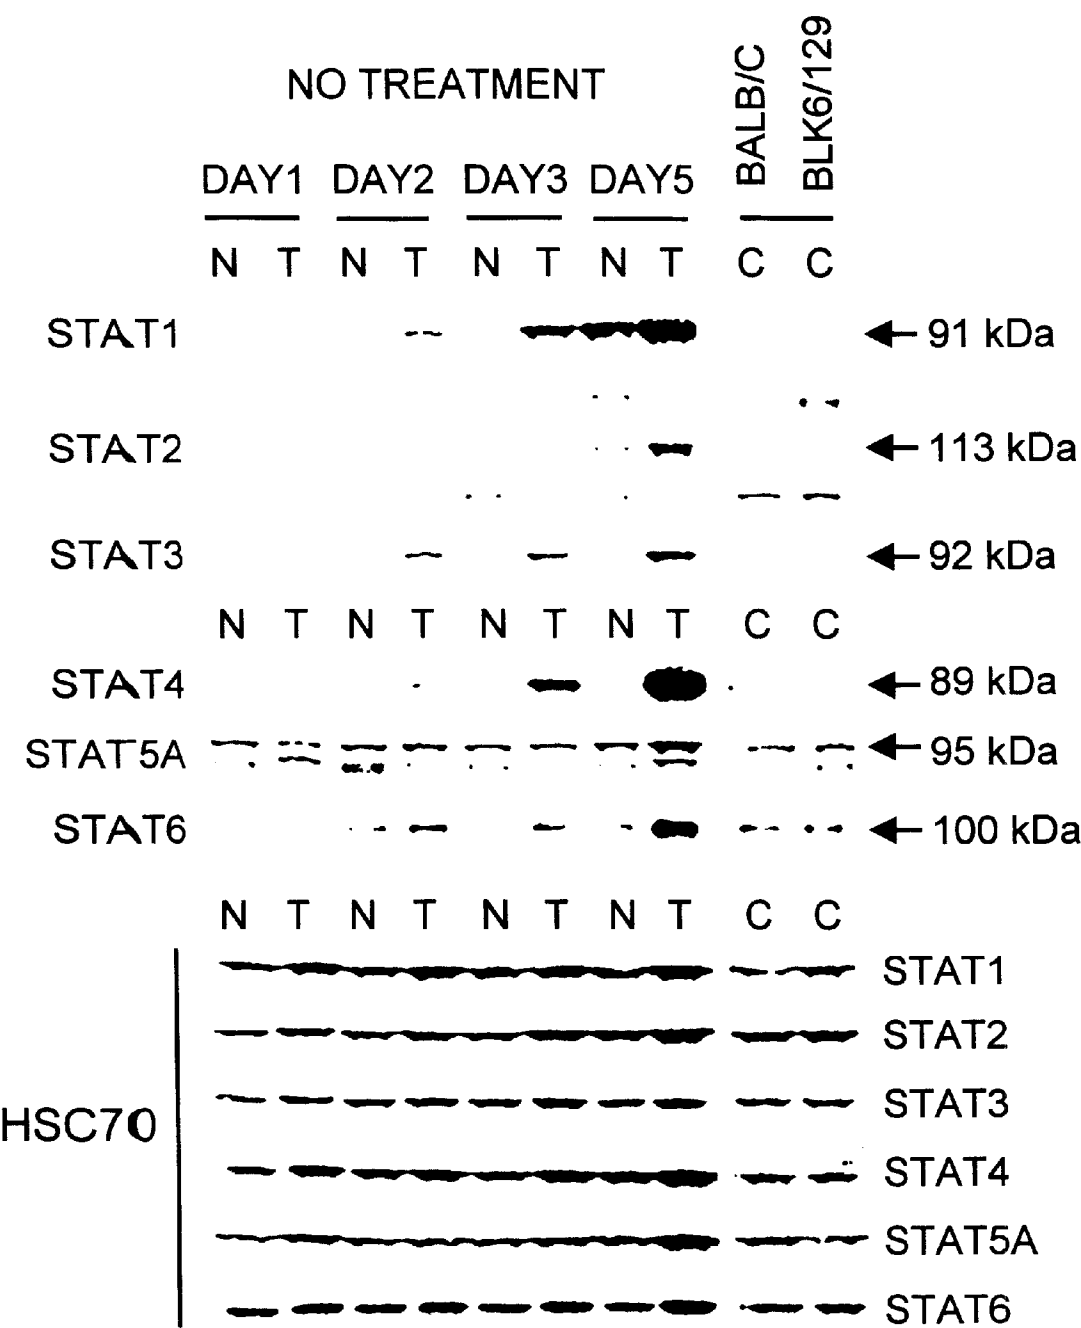 NO TREATMENT
BALB/C
BLK6/129
DAY1 DAY2 DAY3 DAY5
N T N T N T N T C C
STAT1 91 kDa
STAT2 113 kDa
STAT3 92 kDa
N T N T N T N T C C
STAT4 89 kDa
STAT5A 95 kDa
STAT6 100 kDa
N T N T N T N T C C
STAT1
STAT2
HSC70
STAT3
STAT4
STAT5A
STAT6